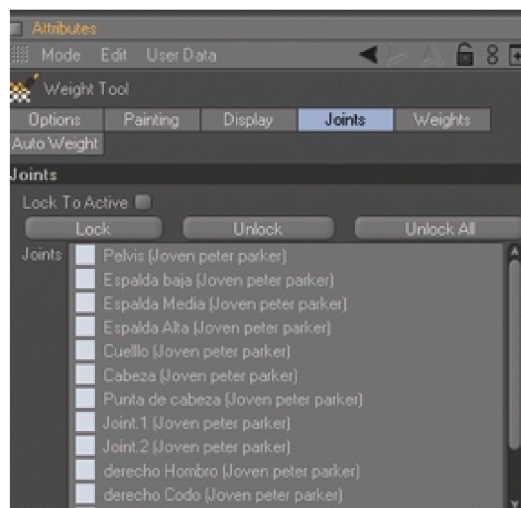 Attributes
Mode Edit User Data
Weight Tool
Options Painting Display Joints Weights
Auto Weight
Joints
Lock To Active
Lock Unlock Unlock All
Joints Pelvis (Joven peter parker)
Espalda baja (Joven peter parker)
Espalda Media (Joven peter parker)
Espalda Alta (Joven peter parker)
Cuelllo (Joven peter parker)
Cabeza (Joven peter parker)
Punta de cabeza (Joven peter parker)
Joint.1 (Joven peter parker)
Joint.2 (Joven peter parker)
derecho Hombro (Joven peter parker)
derecho Codo (Joven peter parker)